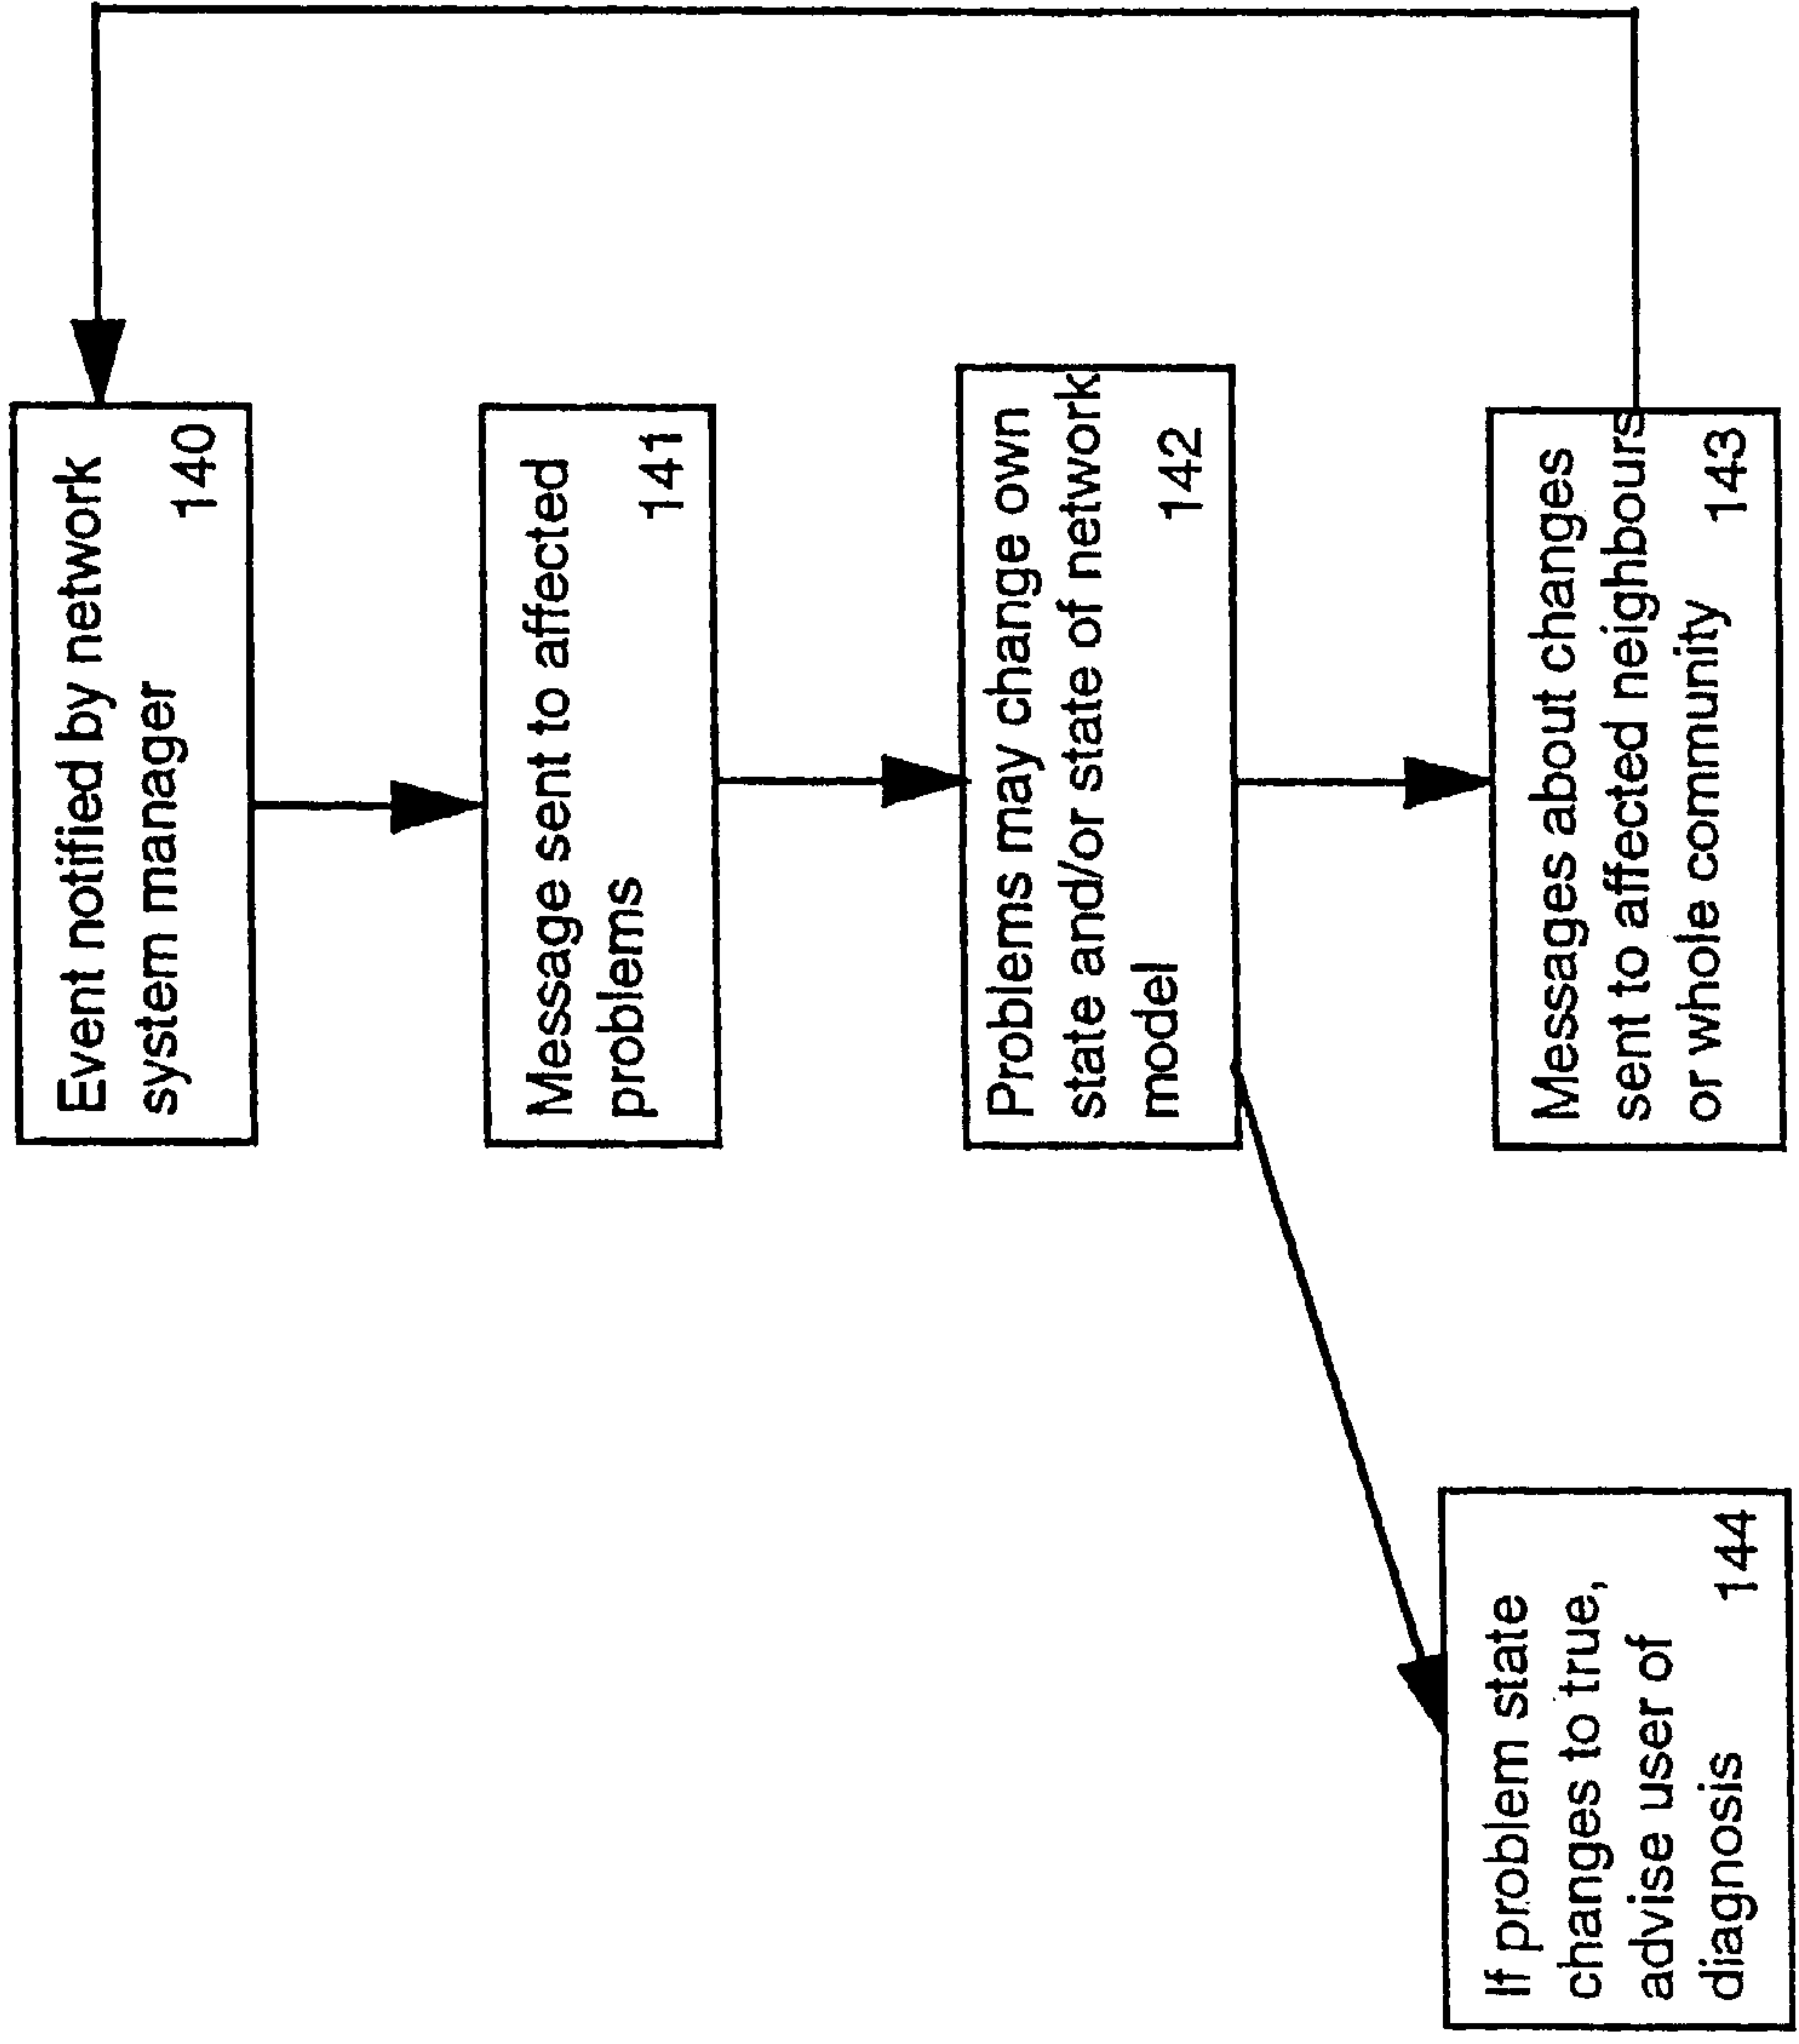 Event notified by network
system manager 140
Message sent to affected
problems 141
Problems may change own
state and/or state of network
model 142
Messages about changes
sent to affected neighbours
or whole community 143
If problem state
changes to true,
advise user of
diagnosis 144